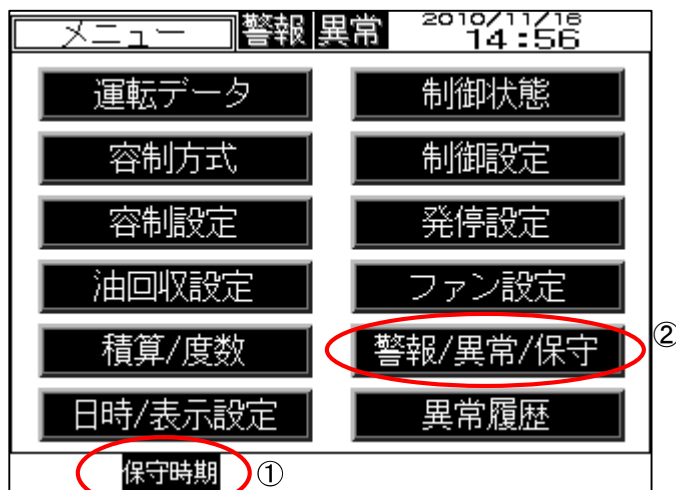 メニュー 警報 異常 2010/11/16
14:56
運転データ 制御状態
容制方式 制御設定
容制設定 発停設定
油回収設定 ファン設定
積算/度数 警報/異常/保守 ②
日時/表示設定 異常履歴
保守時期 ①